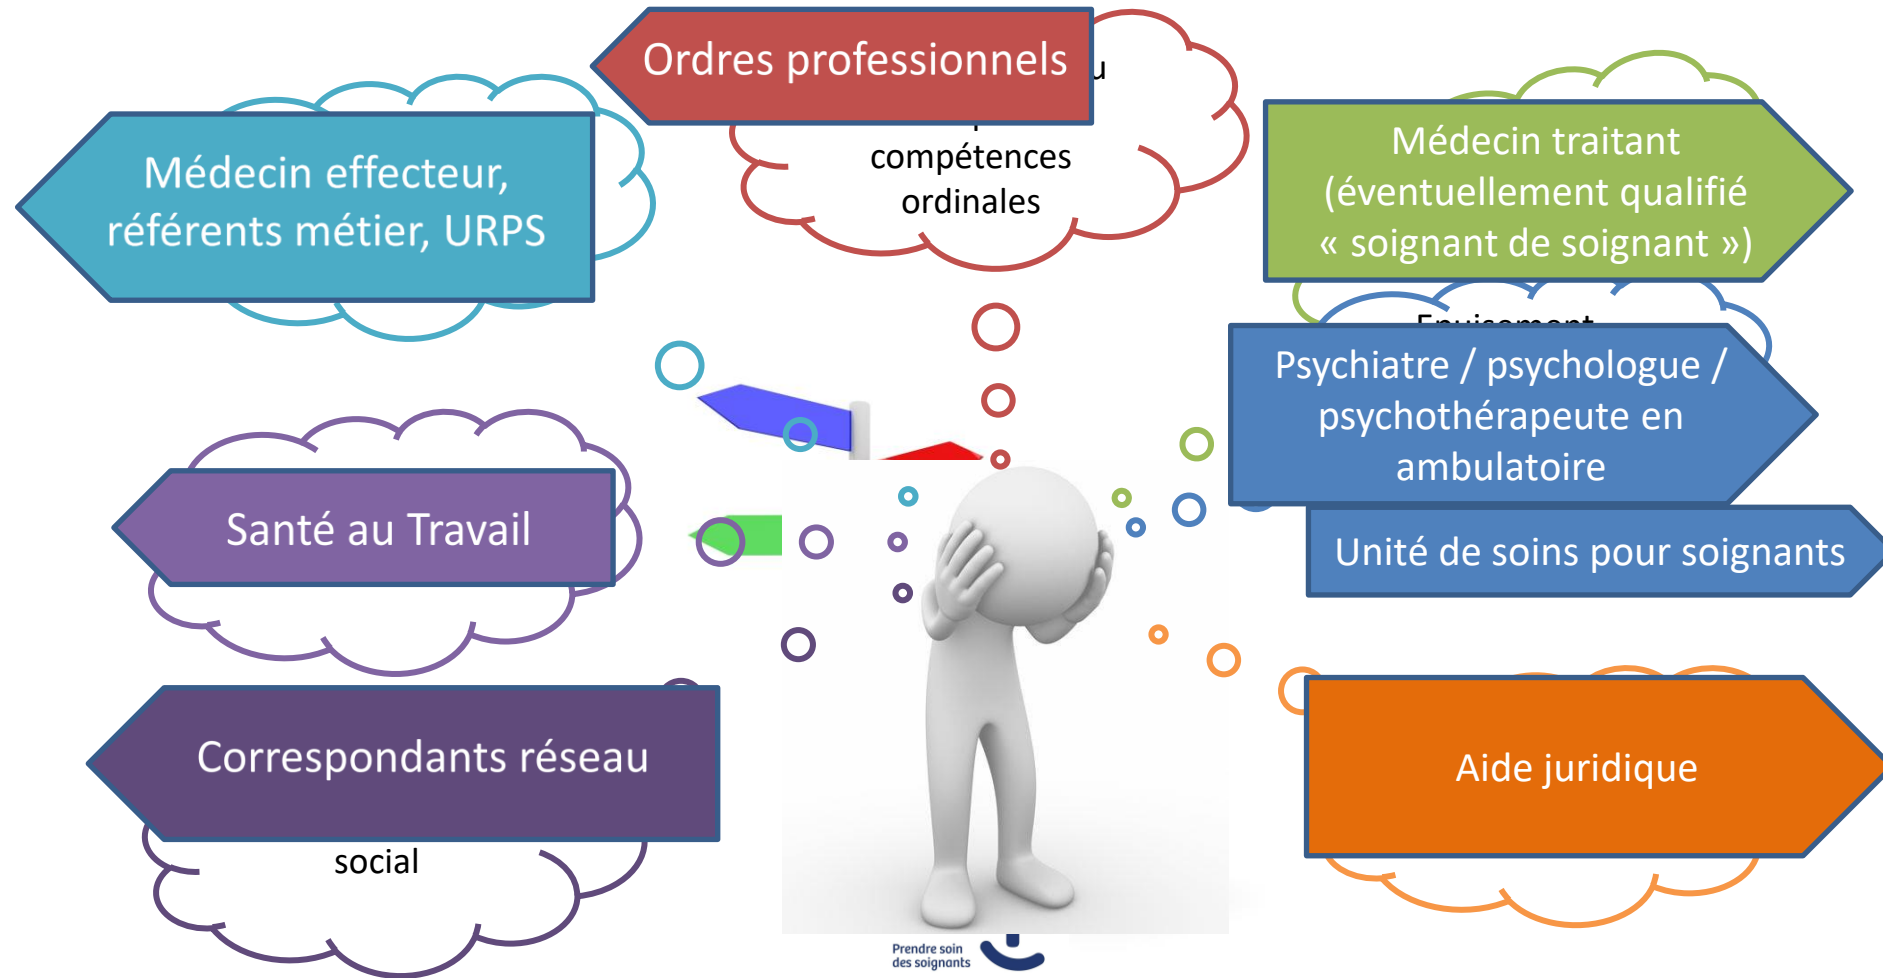 Ordres professionnels
compétences
ordinales
Médecin effecteur,
référents métier, URPS
Médecin traitant
(éventuellement qualifié
« soignant de soignant »)
Psychiatre / psychologue /
psychothérapeute en
ambulatoire
Unité de soins pour soignants
Santé au Travail
Correspondants réseau
social
Aide juridique
Prendre soin
des soignants